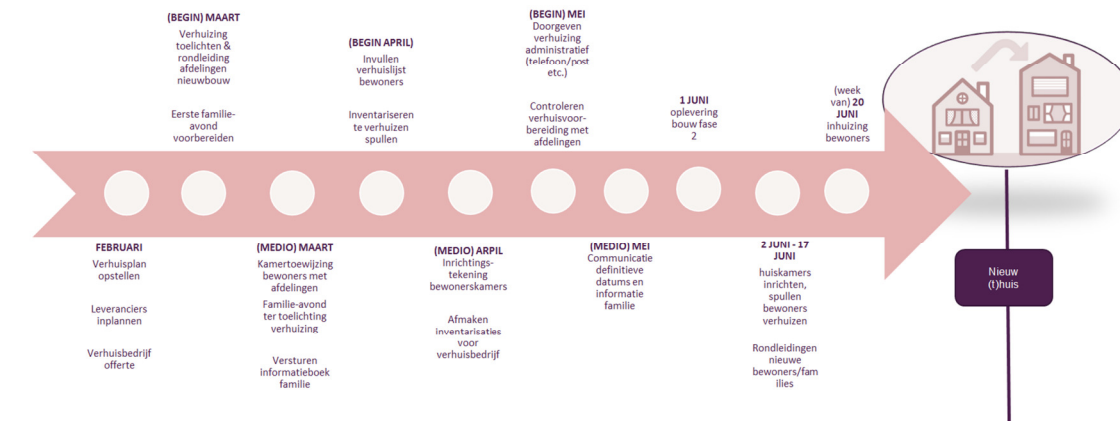 (BEGIN) MAART
Verhuizing
toelichten &
rondleiding
afdelingen
nieuwbouw
Eerste familie-
avond
voorbereiden
(BEGIN APRIL)
Invullen
verhuislijst
bewoners
Inventariseren
te verhuizen
spullen
(BEGIN) MEI
Doorgeven
verhuizing
administratief
(telefoon/post
etc.)
Controleren
verhuisvoor-
bereiding met
afdelingen
1 JUNI
oplevering
bouw fase
2
(week
van) 20
JUNI
inhuizing
bewoners
FEBRUARI
Verhuisplan
opstellen
Leveranciers
inplannen
Verhuisbedrijf
offerte
(MEDIO) MAART
Kamertoewijzing
bewoners met
afdelingen
Familie-avond
ter toelichting
verhuizing
Versturen
informatieboek
familie
(MEDIO) ARPIL
Inrichtings-
tekening
bewonerskamers
Afmaken
inventarisaties
voor
verhuisbedrijf
(MEDIO) MEI
Communicatie
definitieve
datums en
informatie
familie
2 JUNI - 17
JUNI
huiskamers
inrichten,
spullen
bewoners
verhuizen
Rondleidingen
nieuwe
bewoners/fam
ilies
Nieuw
(t)huis